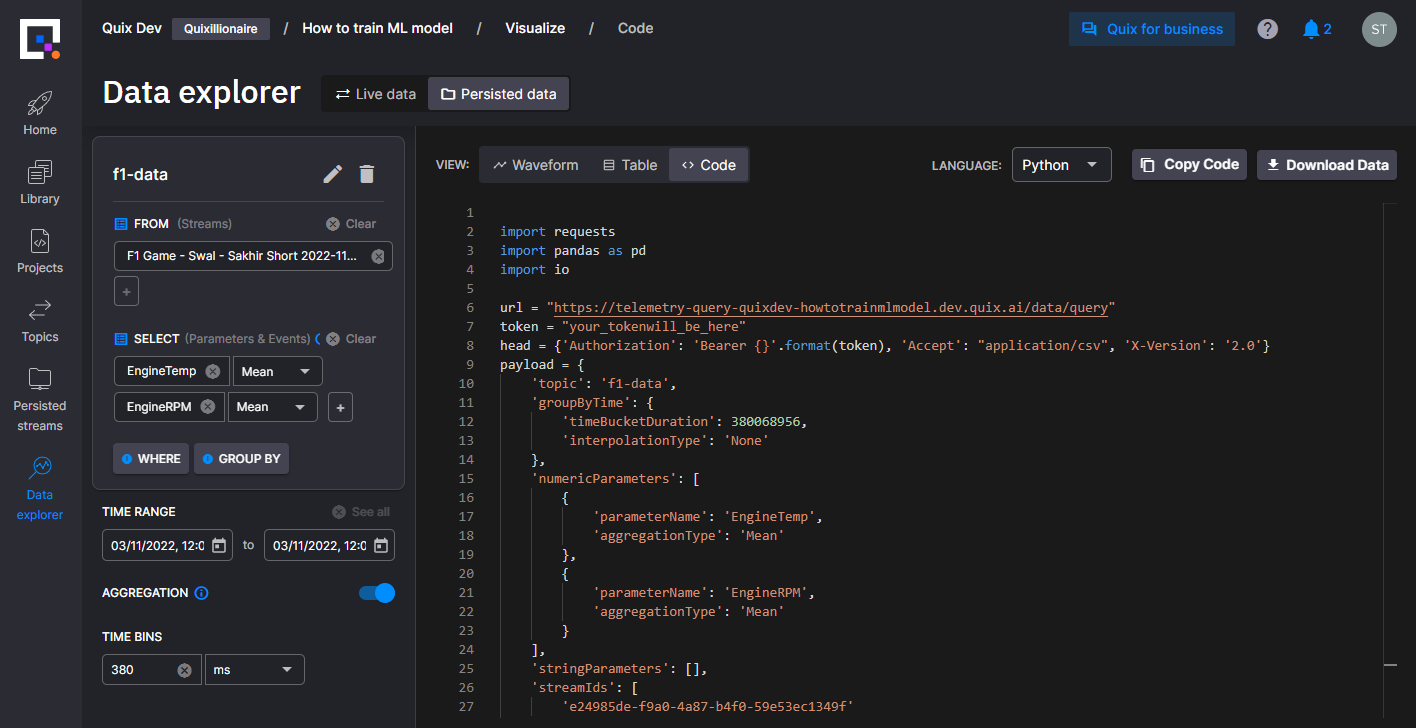 Quix Dev Quixillionaire / How to train ML model / Visualize / Code
Quix for business ? 2 ST
Data explorer Live data Persisted data
Home
Library
Projects
Topics
Persisted
streams
Data
explorer
f1-data
FROM (Streams) Clear
F1 Game - Swal - Sakhir Short 2022-11...
+
SELECT (Parameters & Events) Clear
EngineTemp Mean
EngineRPM Mean +
WHERE GROUP BY
TIME RANGE See all
03/11/2022, 12:0 to 03/11/2022, 12:0
AGGREGATION
TIME BINS
380 ms
VIEW: Waveform Table <> Code LANGUAGE: Python Copy Code Download Data
1
2 import requests
3 import pandas as pd
4 import io
5
6 url = "https://telemetry-query-quixdev-howtotrainmlmodel.dev.quix.ai/data/query"
7 token = "your_tokenwill_be_here"
8 head = {'Authorization': 'Bearer {}'.format(token), 'Accept': "application/csv", 'X-Version': '2.0'}
9 payload = {
10 'topic': 'f1-data',
11 'groupByTime': {
12 'timeBucketDuration': 380068956,
13 'interpolationType': 'None'
14 },
15 'numericParameters': [
16 {
17 'parameterName': 'EngineTemp',
18 'aggregationType': 'Mean'
19 },
20 {
21 'parameterName': 'EngineRPM',
22 'aggregationType': 'Mean'
23 }
24 ],
25 'stringParameters': [],
26 'streamIds': [
27 'e24985de-f9a0-4a87-b4f0-59e53ec1349f'